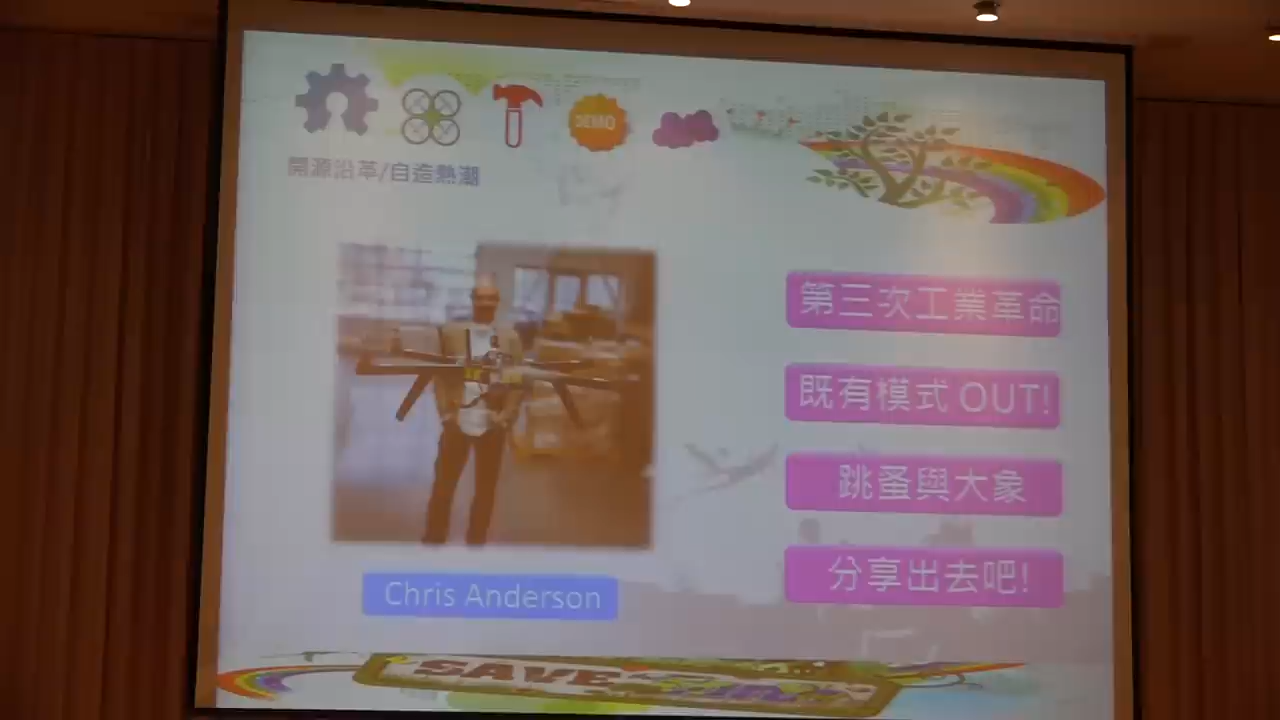 DEMO
開源沿革/自造熱潮
第三次工業革命
既有模式 OUT!
跳蚤與大象
分享出去吧!
Chris Anderson
SAVE